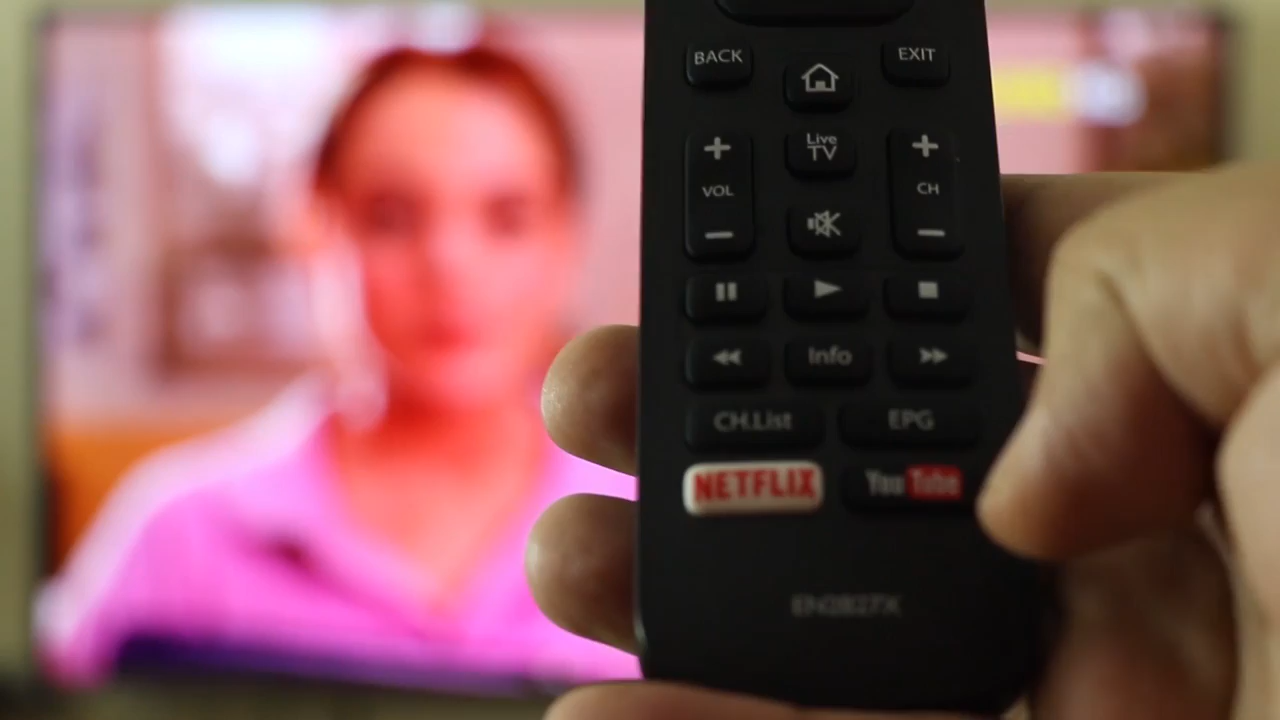 BACK
EXIT
Live
TV
VOL
CH
Info
CH.List
EPG
NETFLIX
YouTube